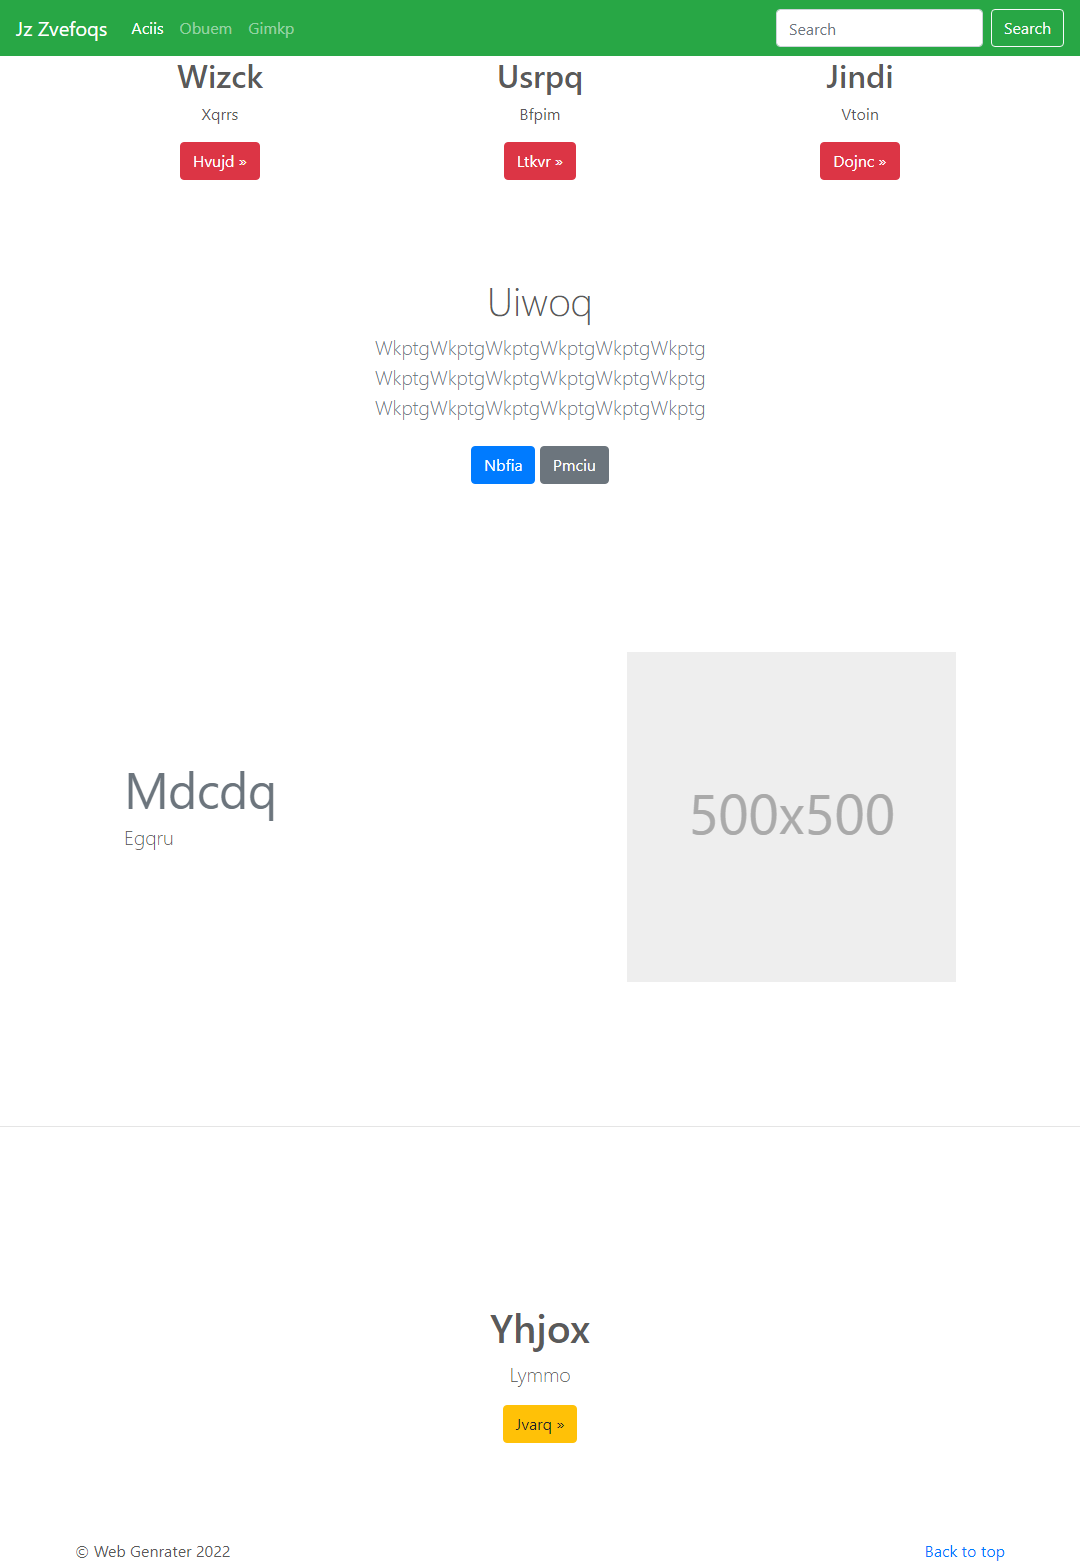 Jz Zvefoqs Aciis Obuem Gimkp Search Search
Wizck Usrpq Jindi
Xqrrs Bfpim Vtoin
Hvujd » Ltkvr » Dojnc »
Uiwoq
WkptgWkptgWkptgWkptgWkptgWkptg
WkptgWkptgWkptgWkptgWkptgWkptg
WkptgWkptgWkptgWkptgWkptgWkptg
Nbfia Pmciu
Mdcdq
Egqru
500x500
Yhjox
Lymmo
Jvarq »
© Web Genrater 2022 Back to top